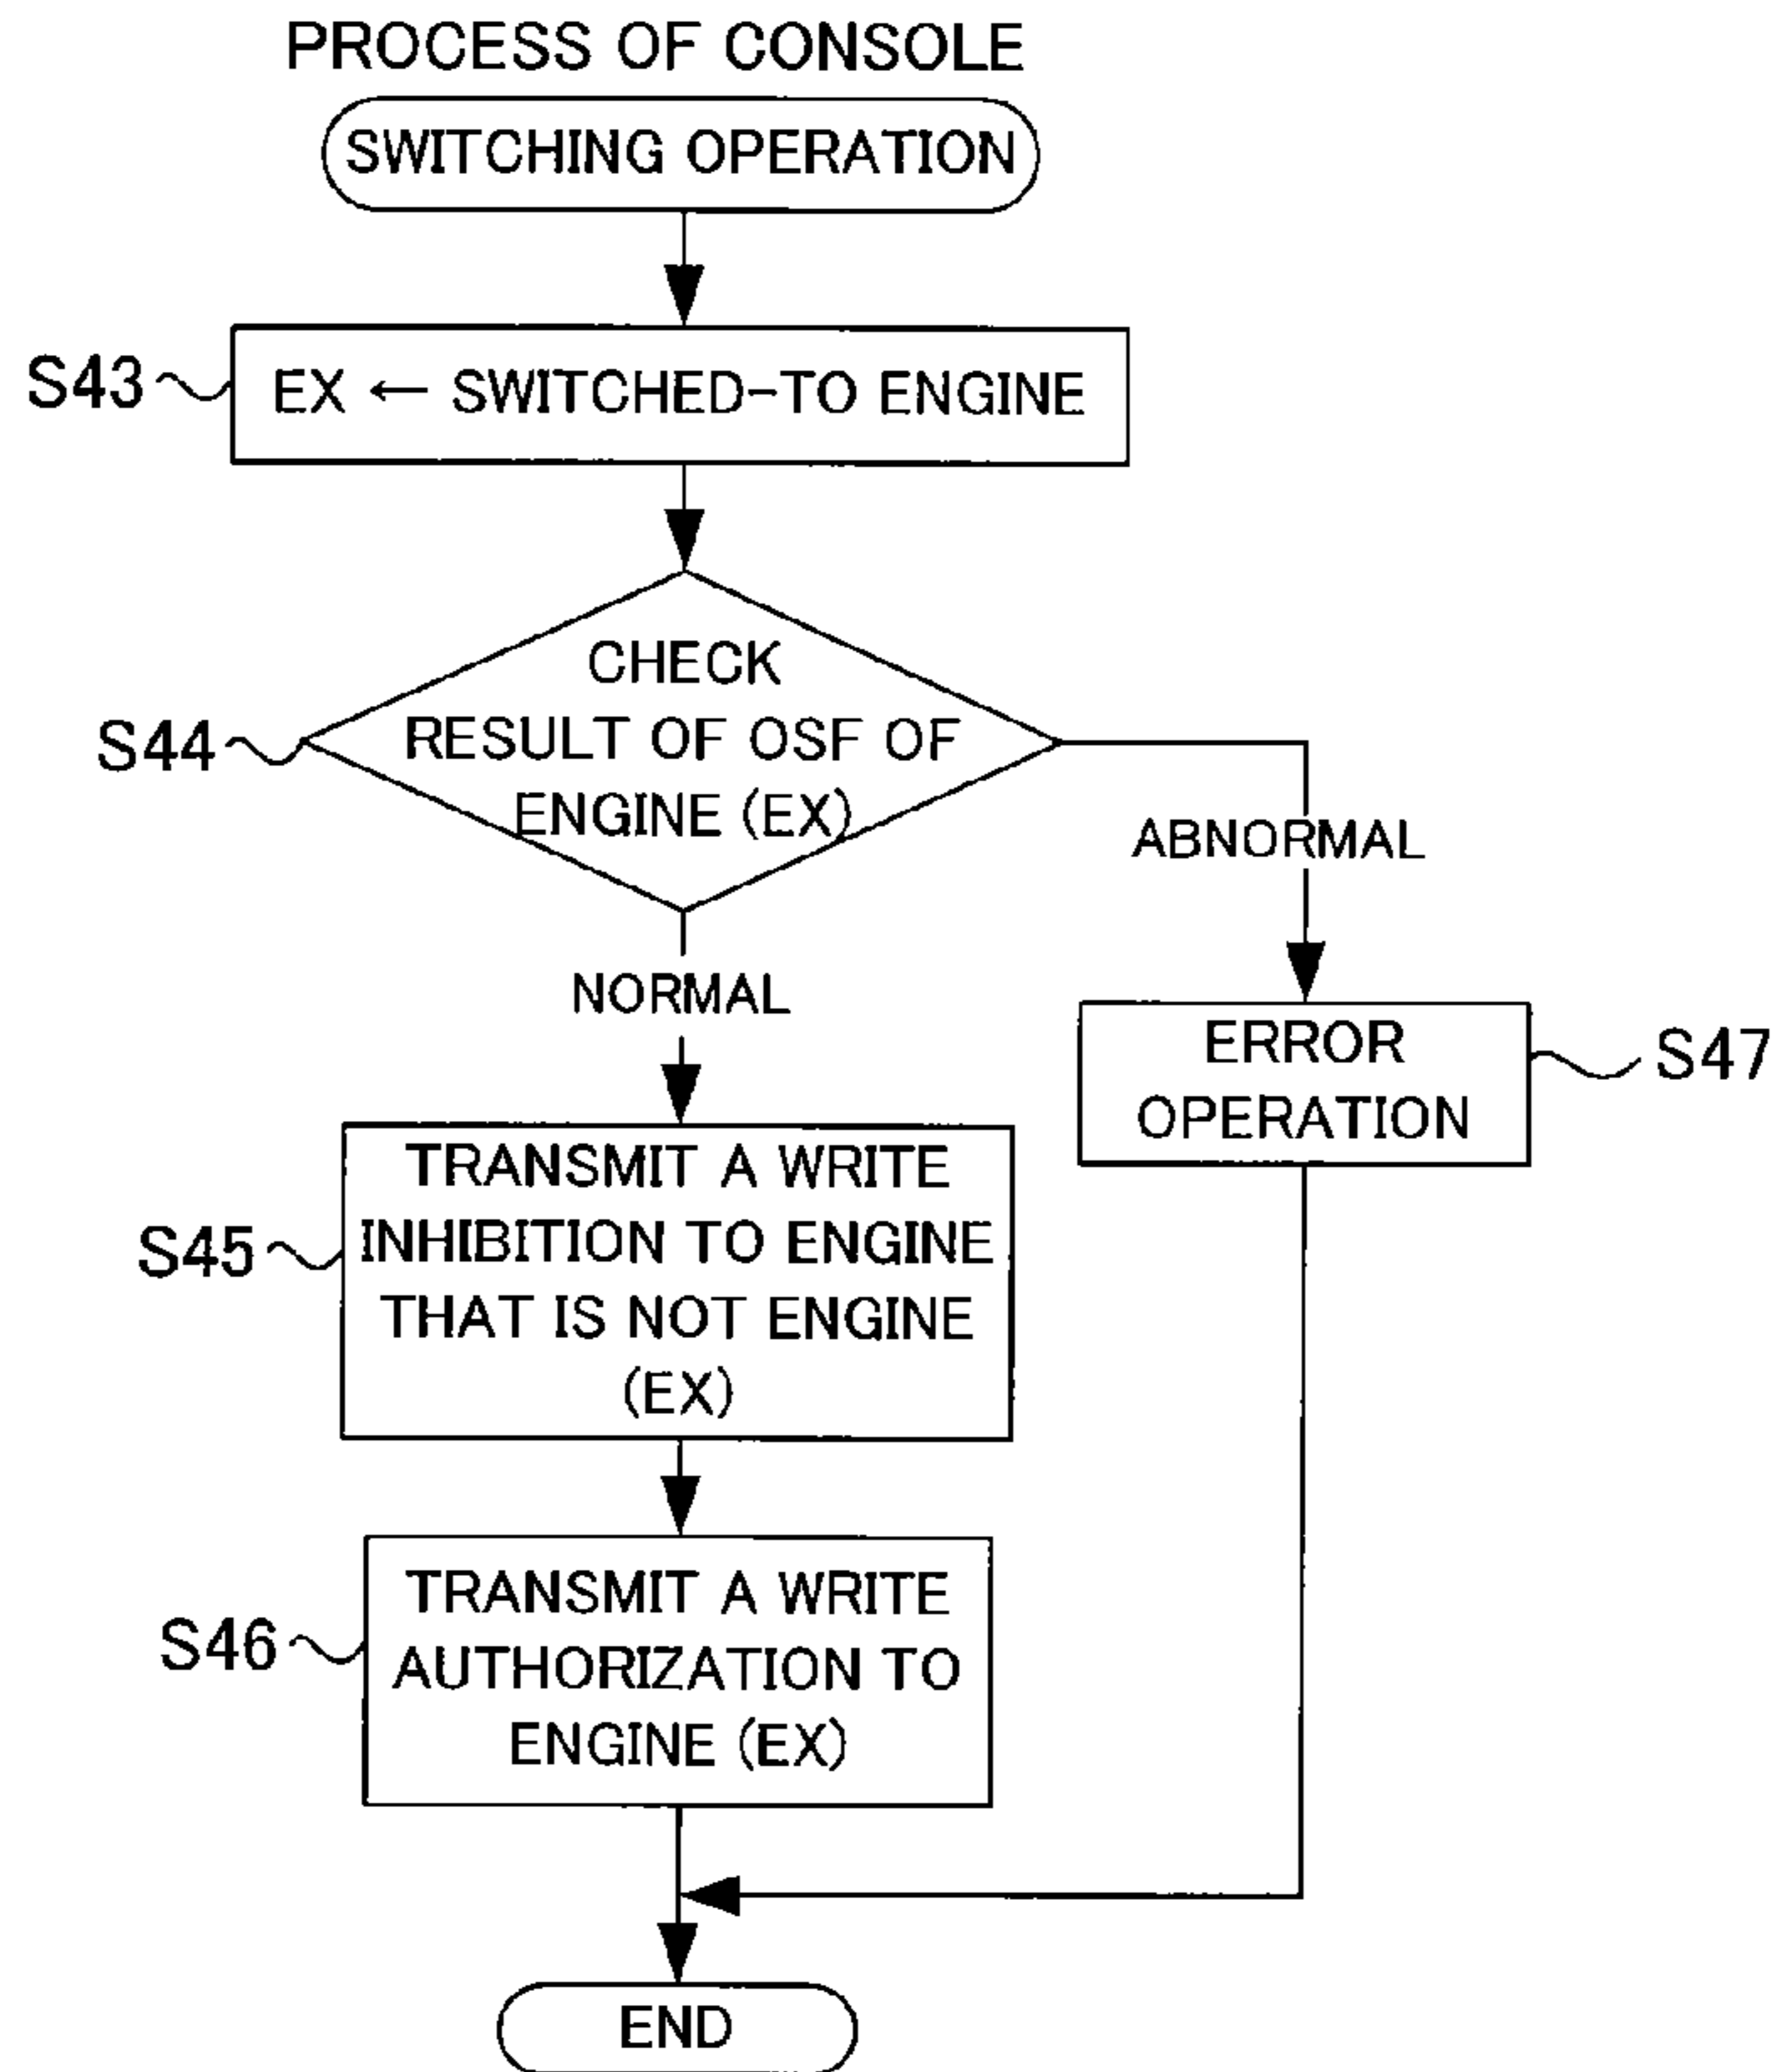 PROCESS OF CONSOLE
SWITCHING OPERATION
S43
EX ← SWITCHED-TO ENGINE
S44
CHECK
RESULT OF OSF OF
ENGINE (EX)
ABNORMAL
NORMAL
ERROR
OPERATION
S47
S45
TRANSMIT A WRITE
INHIBITION TO ENGINE
THAT IS NOT ENGINE
(EX)
S46
TRANSMIT A WRITE
AUTHORIZATION TO
ENGINE (EX)
END